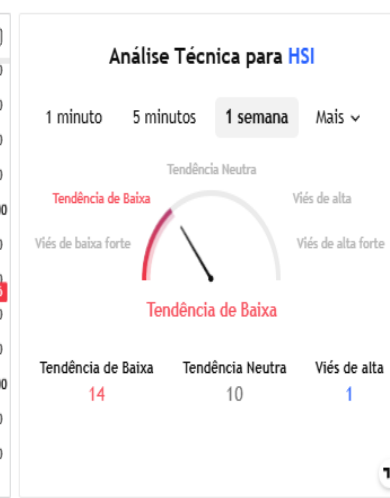 Análise Técnica para HSI
1 minuto 5 minutos 1 semana Mais
Tendência Neutra
Tendência de Baixa Viés de alta
Viés de baixa forte Viés de alta forte
Tendência de Baixa
Tendência de Baixa Tendência Neutra Viés de alta
14 10 1